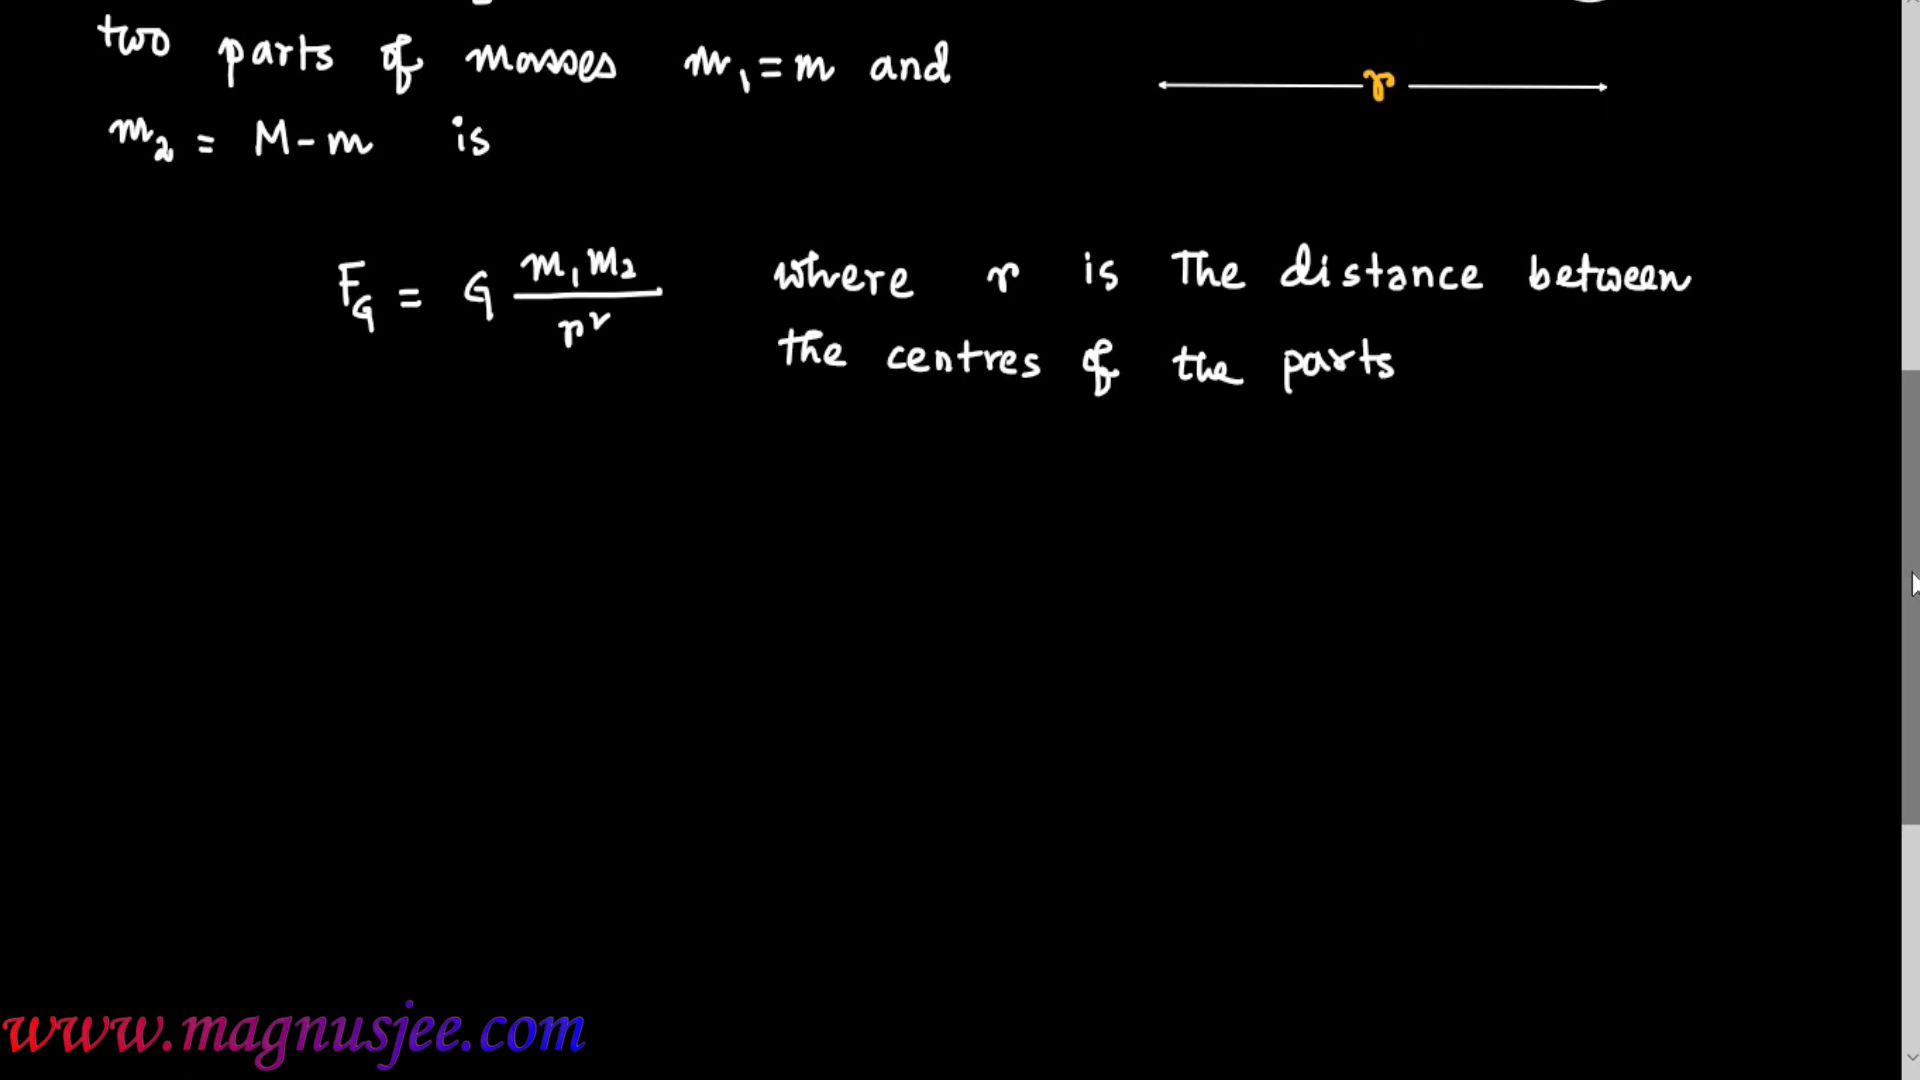 two parts of masses m₁ = m and
r
m₂ = M - m is
F_G = G m₁m₂ / r² where r is the distance between
the centres of the parts
www.magnusjee.com